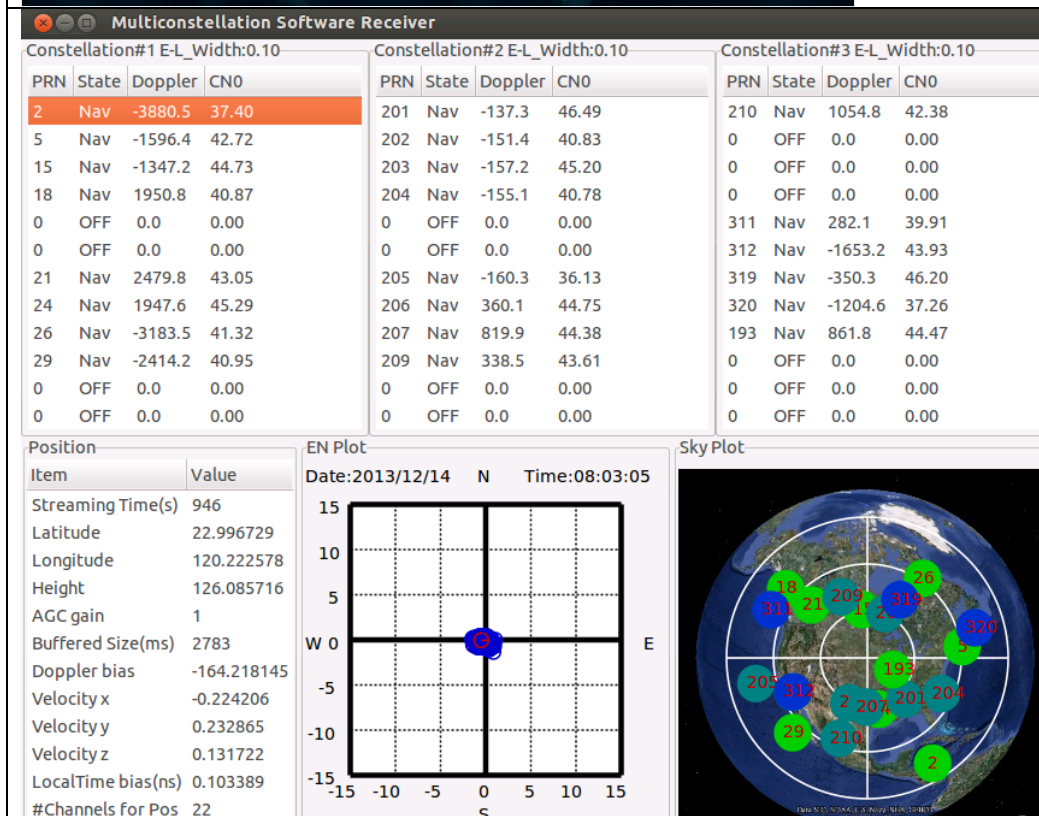 Multiconstellation Software Receiver
Constellation#1 E-L_Width:0.10
PRN State Doppler CN0
2 Nav -3880.5 37.40
5 Nav -1596.4 42.72
15 Nav -1347.2 44.73
18 Nav 1950.8 40.87
0 OFF 0.0 0.00
0 OFF 0.0 0.00
21 Nav 2479.8 43.05
24 Nav 1947.6 45.29
26 Nav -3183.5 41.32
29 Nav -2414.2 40.95
0 OFF 0.0 0.00
0 OFF 0.0 0.00
Constellation#2 E-L_Width:0.10
PRN State Doppler CN0
201 Nav -137.3 46.49
202 Nav -151.4 40.83
203 Nav -157.2 45.20
204 Nav -155.1 40.78
0 OFF 0.0 0.00
0 OFF 0.0 0.00
205 Nav -160.3 36.13
206 Nav 360.1 44.75
207 Nav 819.9 44.38
209 Nav 338.5 43.61
0 OFF 0.0 0.00
0 OFF 0.0 0.00
Constellation#3 E-L_Width:0.10
PRN State Doppler CN0
210 Nav 1054.8 42.38
0 OFF 0.0 0.00
0 OFF 0.0 0.00
0 OFF 0.0 0.00
311 Nav 282.1 39.91
312 Nav -1653.2 43.93
319 Nav -350.3 46.20
320 Nav -1204.6 37.26
193 Nav 861.8 44.47
0 OFF 0.0 0.00
0 OFF 0.0 0.00
0 OFF 0.0 0.00
Position
Item Value
Streaming Time(s) 946
Latitude 22.996729
Longitude 120.222578
Height 126.085716
AGC gain 1
Buffered Size(ms) 2783
Doppler bias -164.218145
Velocity x -0.224206
Velocity y 0.232865
Velocity z 0.131722
LocalTime bias(ns) 0.103389
#Channels for Pos 22
EN Plot
Date:2013/12/14 N Time:08:03:05
15
10
5
W 0 E
-5
-10
-15
-15 -10 -5 0 5 10 15
S
Sky Plot
26
18 209 319
311 21 15
320
5
193
205 312 201 204
207
29 210
2